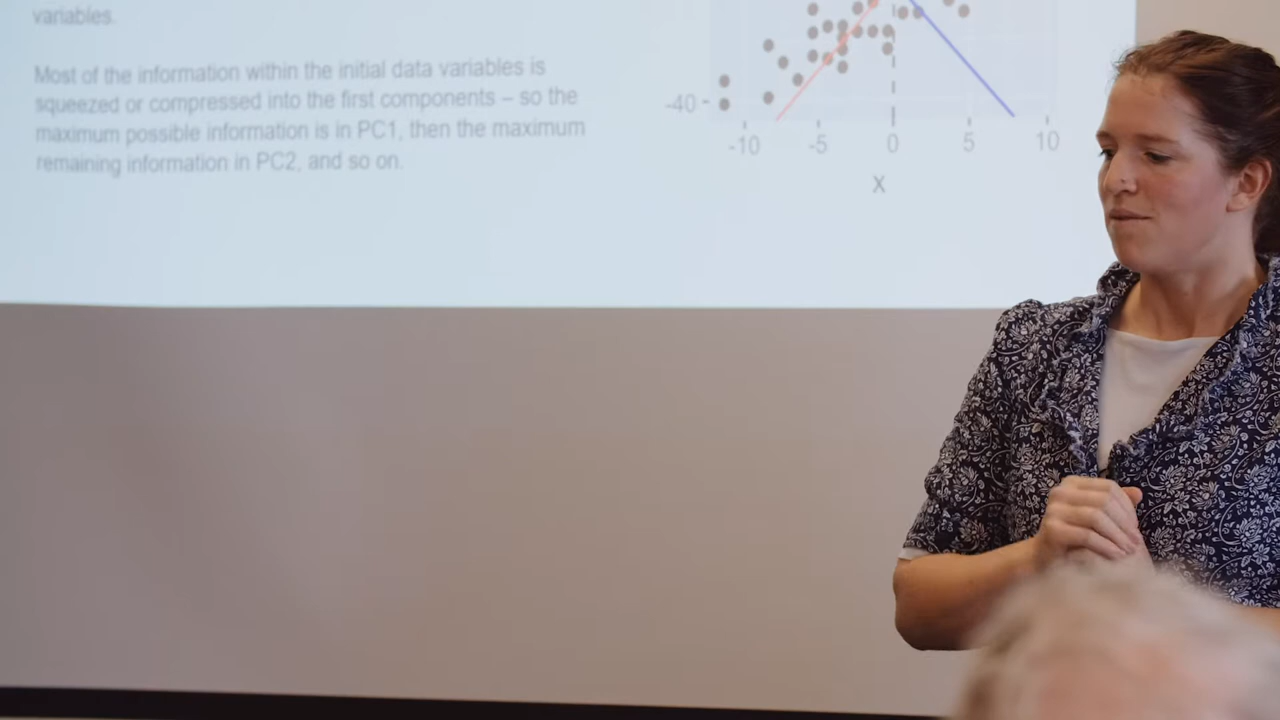 variables.
Most of the information within the initial data variables is
squeezed or compressed into the first components – so the
maximum possible information is in PC1, then the maximum
remaining information in PC2, and so on.
-40
-10 -5 0 5 10
X